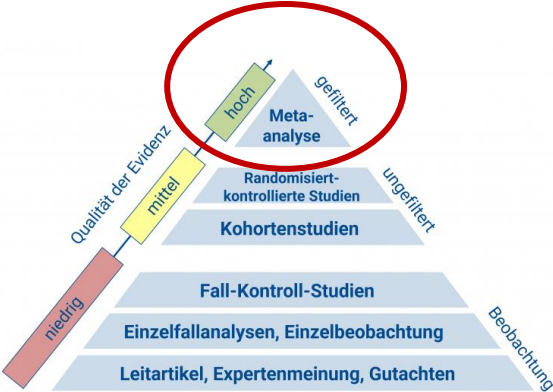 hoch
gefiltert
Meta-
analyse
Qualität der Evidenz
mittel
Randomisiert-
kontrollierte Studien
ungefiltert
Kohortenstudien
niedrig
Fall-Kontroll-Studien
Einzelfallanalysen, Einzelbeobachtung
Beobachtung
Leitartikel, Expertenmeinung, Gutachten